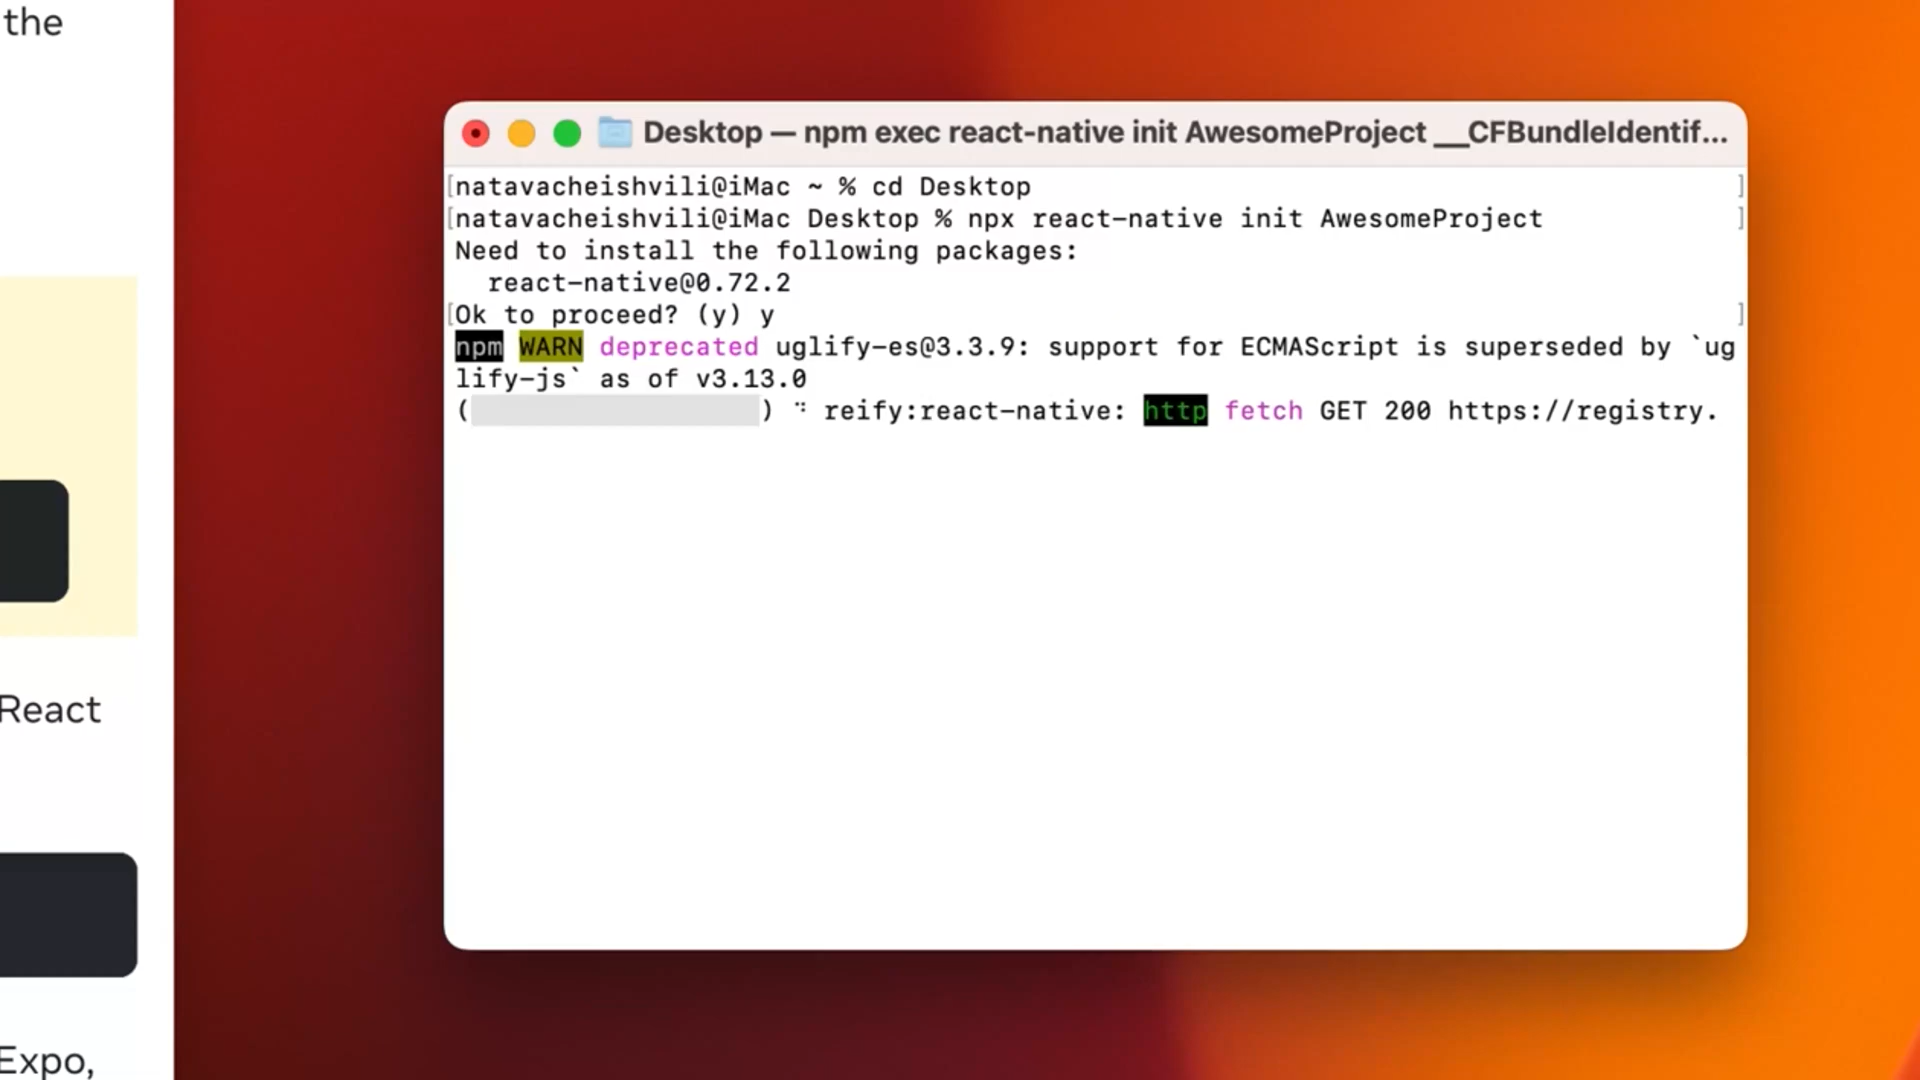 the
React
Expo,
Desktop — npm exec react-native init AwesomeProject __CFBundleIdentif...
[natavacheishvili@iMac ~ % cd Desktop ]
[natavacheishvili@iMac Desktop % npx react-native init AwesomeProject ]
Need to install the following packages:
react-native@0.72.2
[Ok to proceed? (y) y ]
npm WARN deprecated uglify-es@3.3.9: support for ECMAScript is superseded by `ug
lify-js` as of v3.13.0
( ) ⠙ reify:react-native: http fetch GET 200 https://registry.